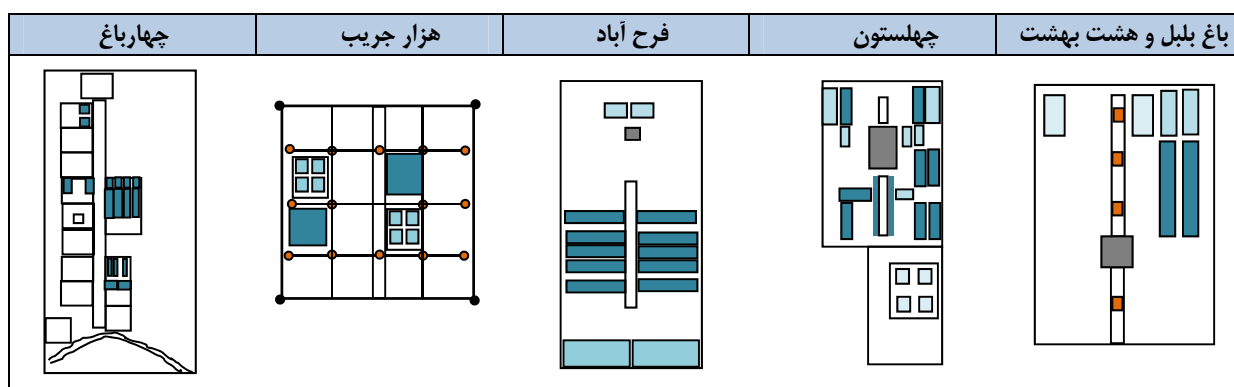 باغ بلبل و هشت بهشت
چهلستون
فرح آباد
هزار جریب
چهارباغ